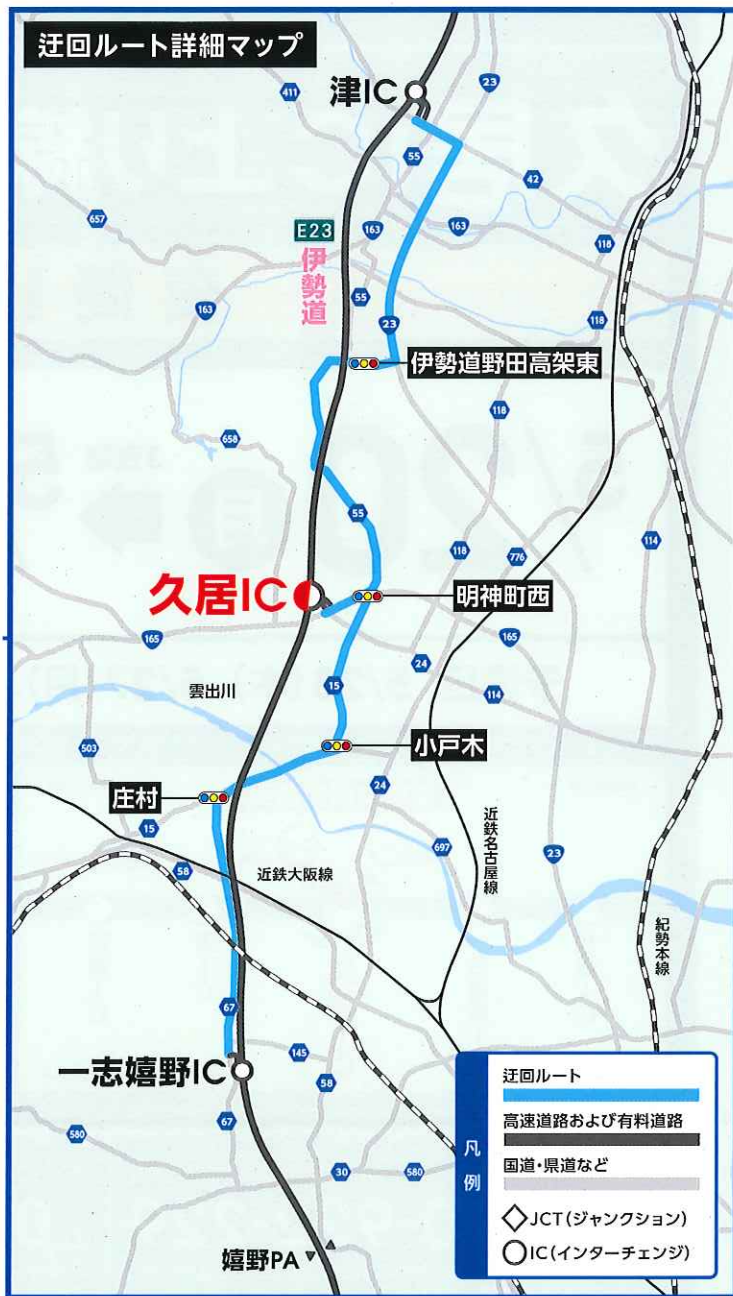 迂回ルート詳細マップ
津IC
23
411
55
42
657
E23
伊勢道
163
163
118
55
163
23
118
伊勢道野田高架東
118
658
55
118
776
114
久居IC
明神町西
165
165
24
114
雲出川
15
503
小戸木
庄村
24
15
近鉄名古屋線
697
23
58
近鉄大阪線
紀勢本線
67
145
一志嬉野IC
58
67
580
30
580
嬉野PA
凡例
迂回ルート
高速道路および有料道路
国道・県道など
JCT(ジャンクション)
IC(インターチェンジ)